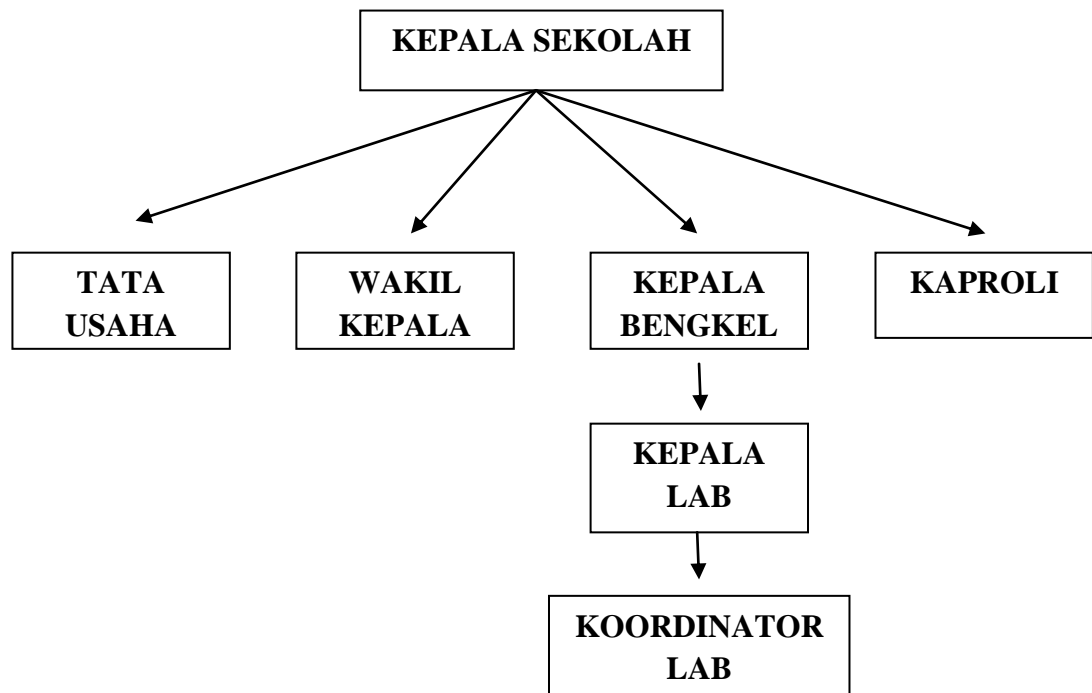 KEPALA SEKOLAH
TATA
USAHA
WAKIL
KEPALA
KEPALA
BENGKEL
KAPROLI
KEPALA
LAB
KOORDINATOR
LAB